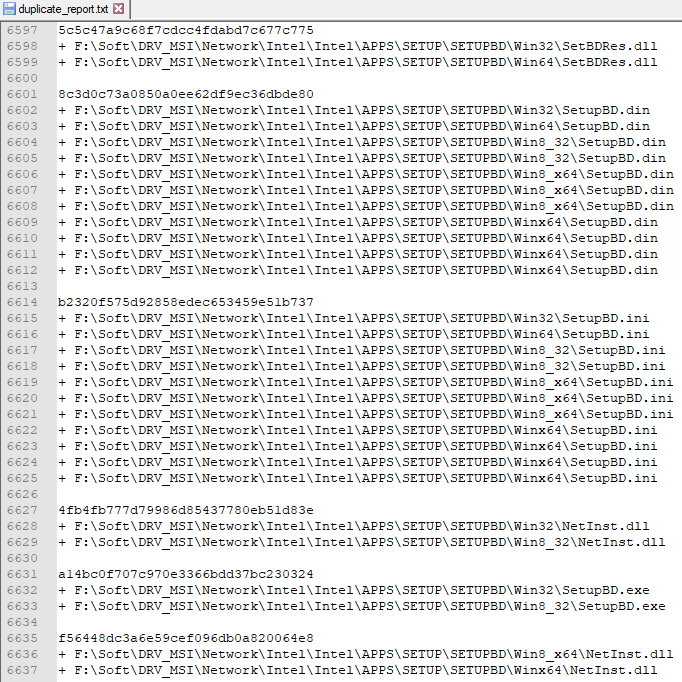 duplicate_report.txt
6597 5c5c47a9c68f7cdcc4fdabd7c677c775
6598 + F:\Soft\DRV_MSI\Network\Intel\Intel\APPS\SETUP\SETUPBD\Win32\SetBDRes.dll
6599 + F:\Soft\DRV_MSI\Network\Intel\Intel\APPS\SETUP\SETUPBD\Win64\SetBDRes.dll
6600
6601 8c3d0c73a0850a0ee62df9ec36dbde80
6602 + F:\Soft\DRV_MSI\Network\Intel\Intel\APPS\SETUP\SETUPBD\Win32\SetupBD.din
6603 + F:\Soft\DRV_MSI\Network\Intel\Intel\APPS\SETUP\SETUPBD\Win64\SetupBD.din
6604 + F:\Soft\DRV_MSI\Network\Intel\Intel\APPS\SETUP\SETUPBD\Win8_32\SetupBD.din
6605 + F:\Soft\DRV_MSI\Network\Intel\Intel\APPS\SETUP\SETUPBD\Win8_32\SetupBD.din
6606 + F:\Soft\DRV_MSI\Network\Intel\Intel\APPS\SETUP\SETUPBD\Win8_x64\SetupBD.din
6607 + F:\Soft\DRV_MSI\Network\Intel\Intel\APPS\SETUP\SETUPBD\Win8_x64\SetupBD.din
6608 + F:\Soft\DRV_MSI\Network\Intel\Intel\APPS\SETUP\SETUPBD\Win8_x64\SetupBD.din
6609 + F:\Soft\DRV_MSI\Network\Intel\Intel\APPS\SETUP\SETUPBD\Winx64\SetupBD.din
6610 + F:\Soft\DRV_MSI\Network\Intel\Intel\APPS\SETUP\SETUPBD\Winx64\SetupBD.din
6611 + F:\Soft\DRV_MSI\Network\Intel\Intel\APPS\SETUP\SETUPBD\Winx64\SetupBD.din
6612 + F:\Soft\DRV_MSI\Network\Intel\Intel\APPS\SETUP\SETUPBD\Winx64\SetupBD.din
6613
6614 b2320f575d92858edec653459e51b737
6615 + F:\Soft\DRV_MSI\Network\Intel\Intel\APPS\SETUP\SETUPBD\Win32\SetupBD.ini
6616 + F:\Soft\DRV_MSI\Network\Intel\Intel\APPS\SETUP\SETUPBD\Win64\SetupBD.ini
6617 + F:\Soft\DRV_MSI\Network\Intel\Intel\APPS\SETUP\SETUPBD\Win8_32\SetupBD.ini
6618 + F:\Soft\DRV_MSI\Network\Intel\Intel\APPS\SETUP\SETUPBD\Win8_32\SetupBD.ini
6619 + F:\Soft\DRV_MSI\Network\Intel\Intel\APPS\SETUP\SETUPBD\Win8_x64\SetupBD.ini
6620 + F:\Soft\DRV_MSI\Network\Intel\Intel\APPS\SETUP\SETUPBD\Win8_x64\SetupBD.ini
6621 + F:\Soft\DRV_MSI\Network\Intel\Intel\APPS\SETUP\SETUPBD\Win8_x64\SetupBD.ini
6622 + F:\Soft\DRV_MSI\Network\Intel\Intel\APPS\SETUP\SETUPBD\Winx64\SetupBD.ini
6623 + F:\Soft\DRV_MSI\Network\Intel\Intel\APPS\SETUP\SETUPBD\Winx64\SetupBD.ini
6624 + F:\Soft\DRV_MSI\Network\Intel\Intel\APPS\SETUP\SETUPBD\Winx64\SetupBD.ini
6625 + F:\Soft\DRV_MSI\Network\Intel\Intel\APPS\SETUP\SETUPBD\Winx64\SetupBD.ini
6626
6627 4fb4fb777d79986d85437780eb51d83e
6628 + F:\Soft\DRV_MSI\Network\Intel\Intel\APPS\SETUP\SETUPBD\Win32\NetInst.dll
6629 + F:\Soft\DRV_MSI\Network\Intel\Intel\APPS\SETUP\SETUPBD\Win8_32\NetInst.dll
6630
6631 a14bc0f707c970e3366bdd37bc230324
6632 + F:\Soft\DRV_MSI\Network\Intel\Intel\APPS\SETUP\SETUPBD\Win32\SetupBD.exe
6633 + F:\Soft\DRV_MSI\Network\Intel\Intel\APPS\SETUP\SETUPBD\Win8_32\SetupBD.exe
6634
6635 f56448dc3a6e59cef096db0a820064e8
6636 + F:\Soft\DRV_MSI\Network\Intel\Intel\APPS\SETUP\SETUPBD\Win8_x64\NetInst.dll
6637 + F:\Soft\DRV_MSI\Network\Intel\Intel\APPS\SETUP\SETUPBD\Winx64\NetInst.dll